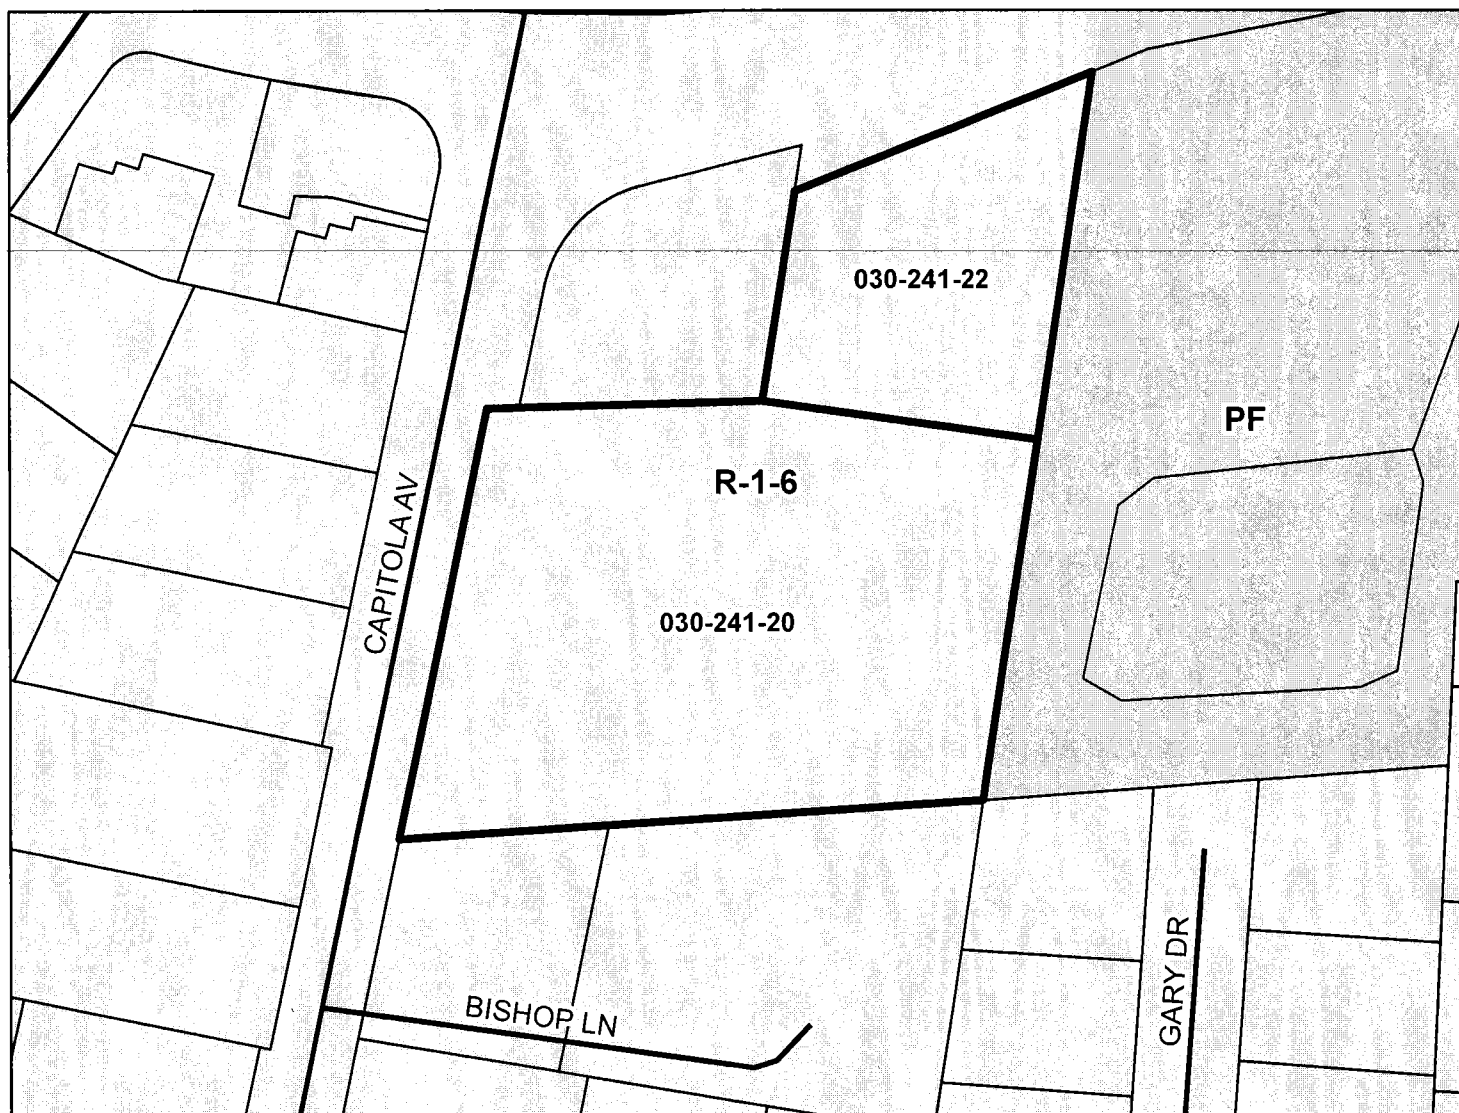 030-241-22
PF
R-1-6
CAPITOLA AV
030-241-20
BISHOP LN
GARY DR